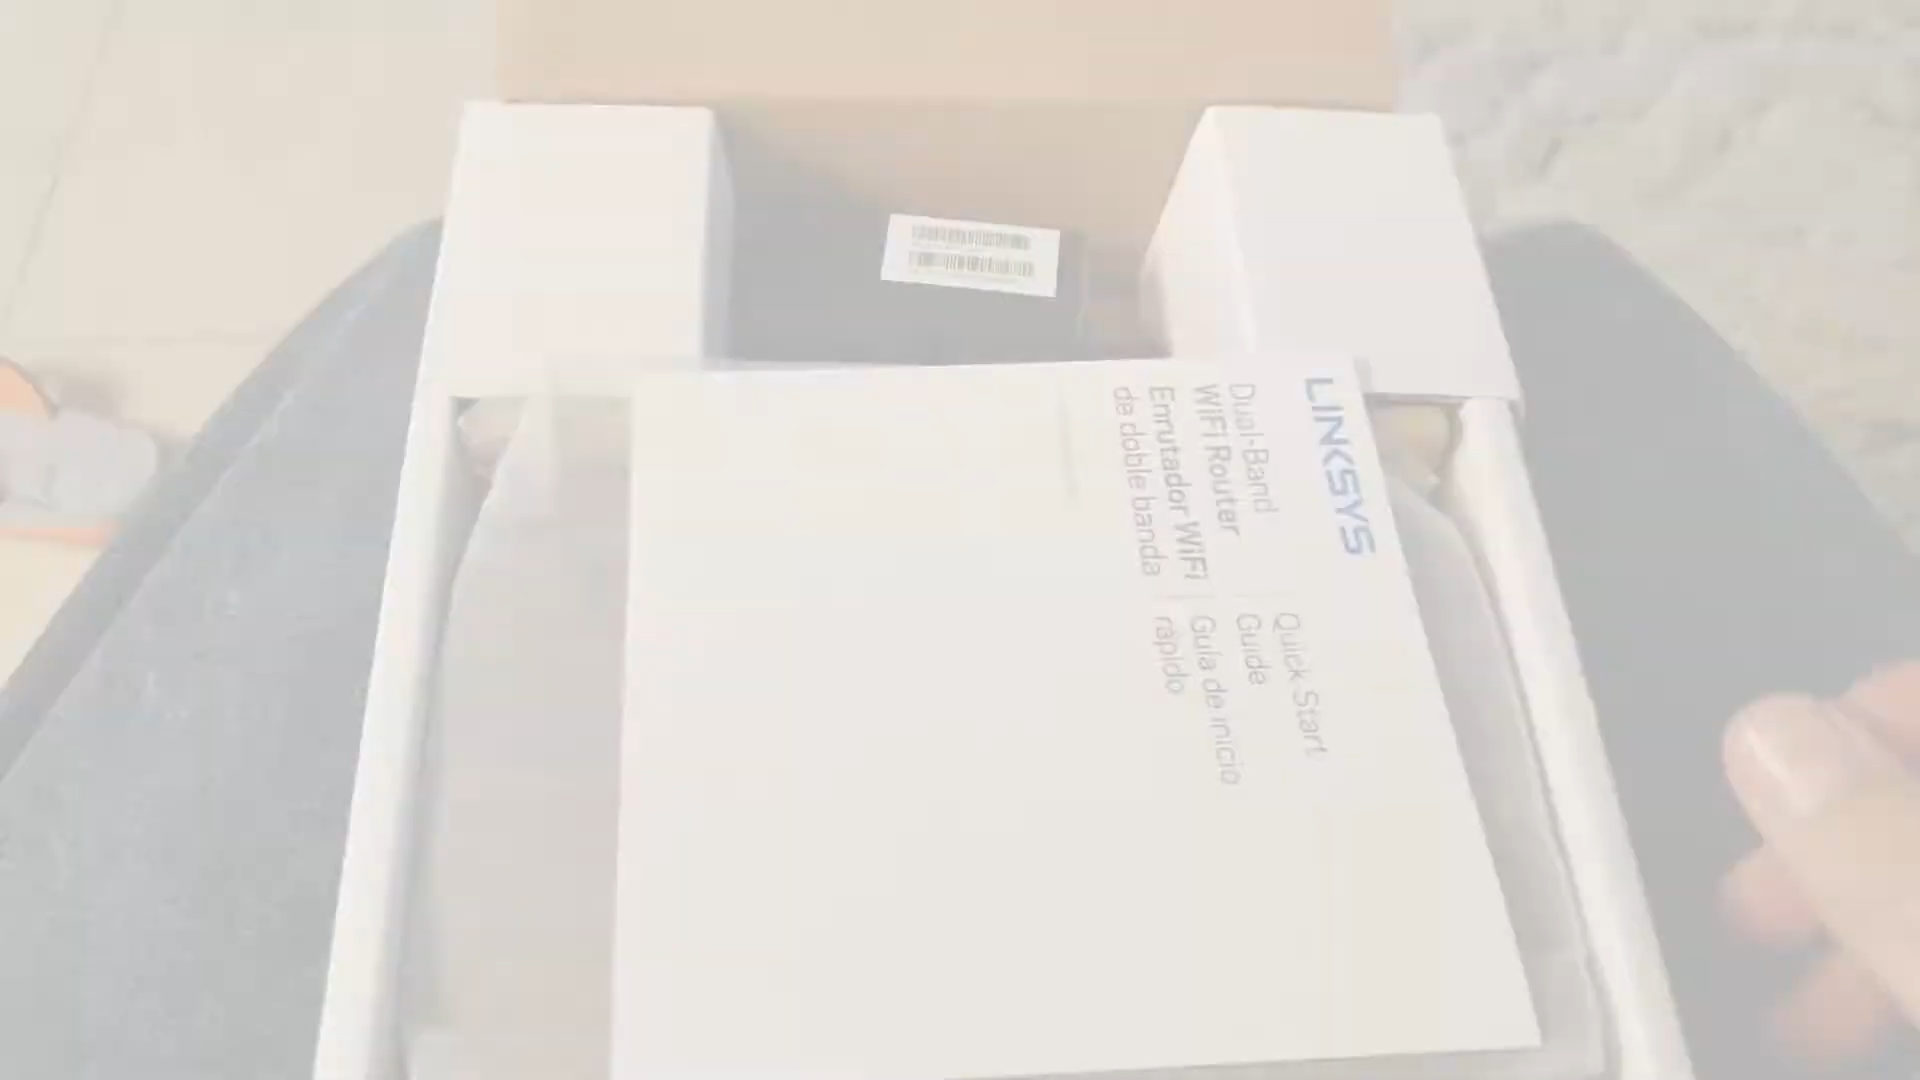 LINKSYS
Dual-Band
WiFi Router
Enrutador WiFi
de doble banda
Quick Start
Guide
Guía de inicio
rápido